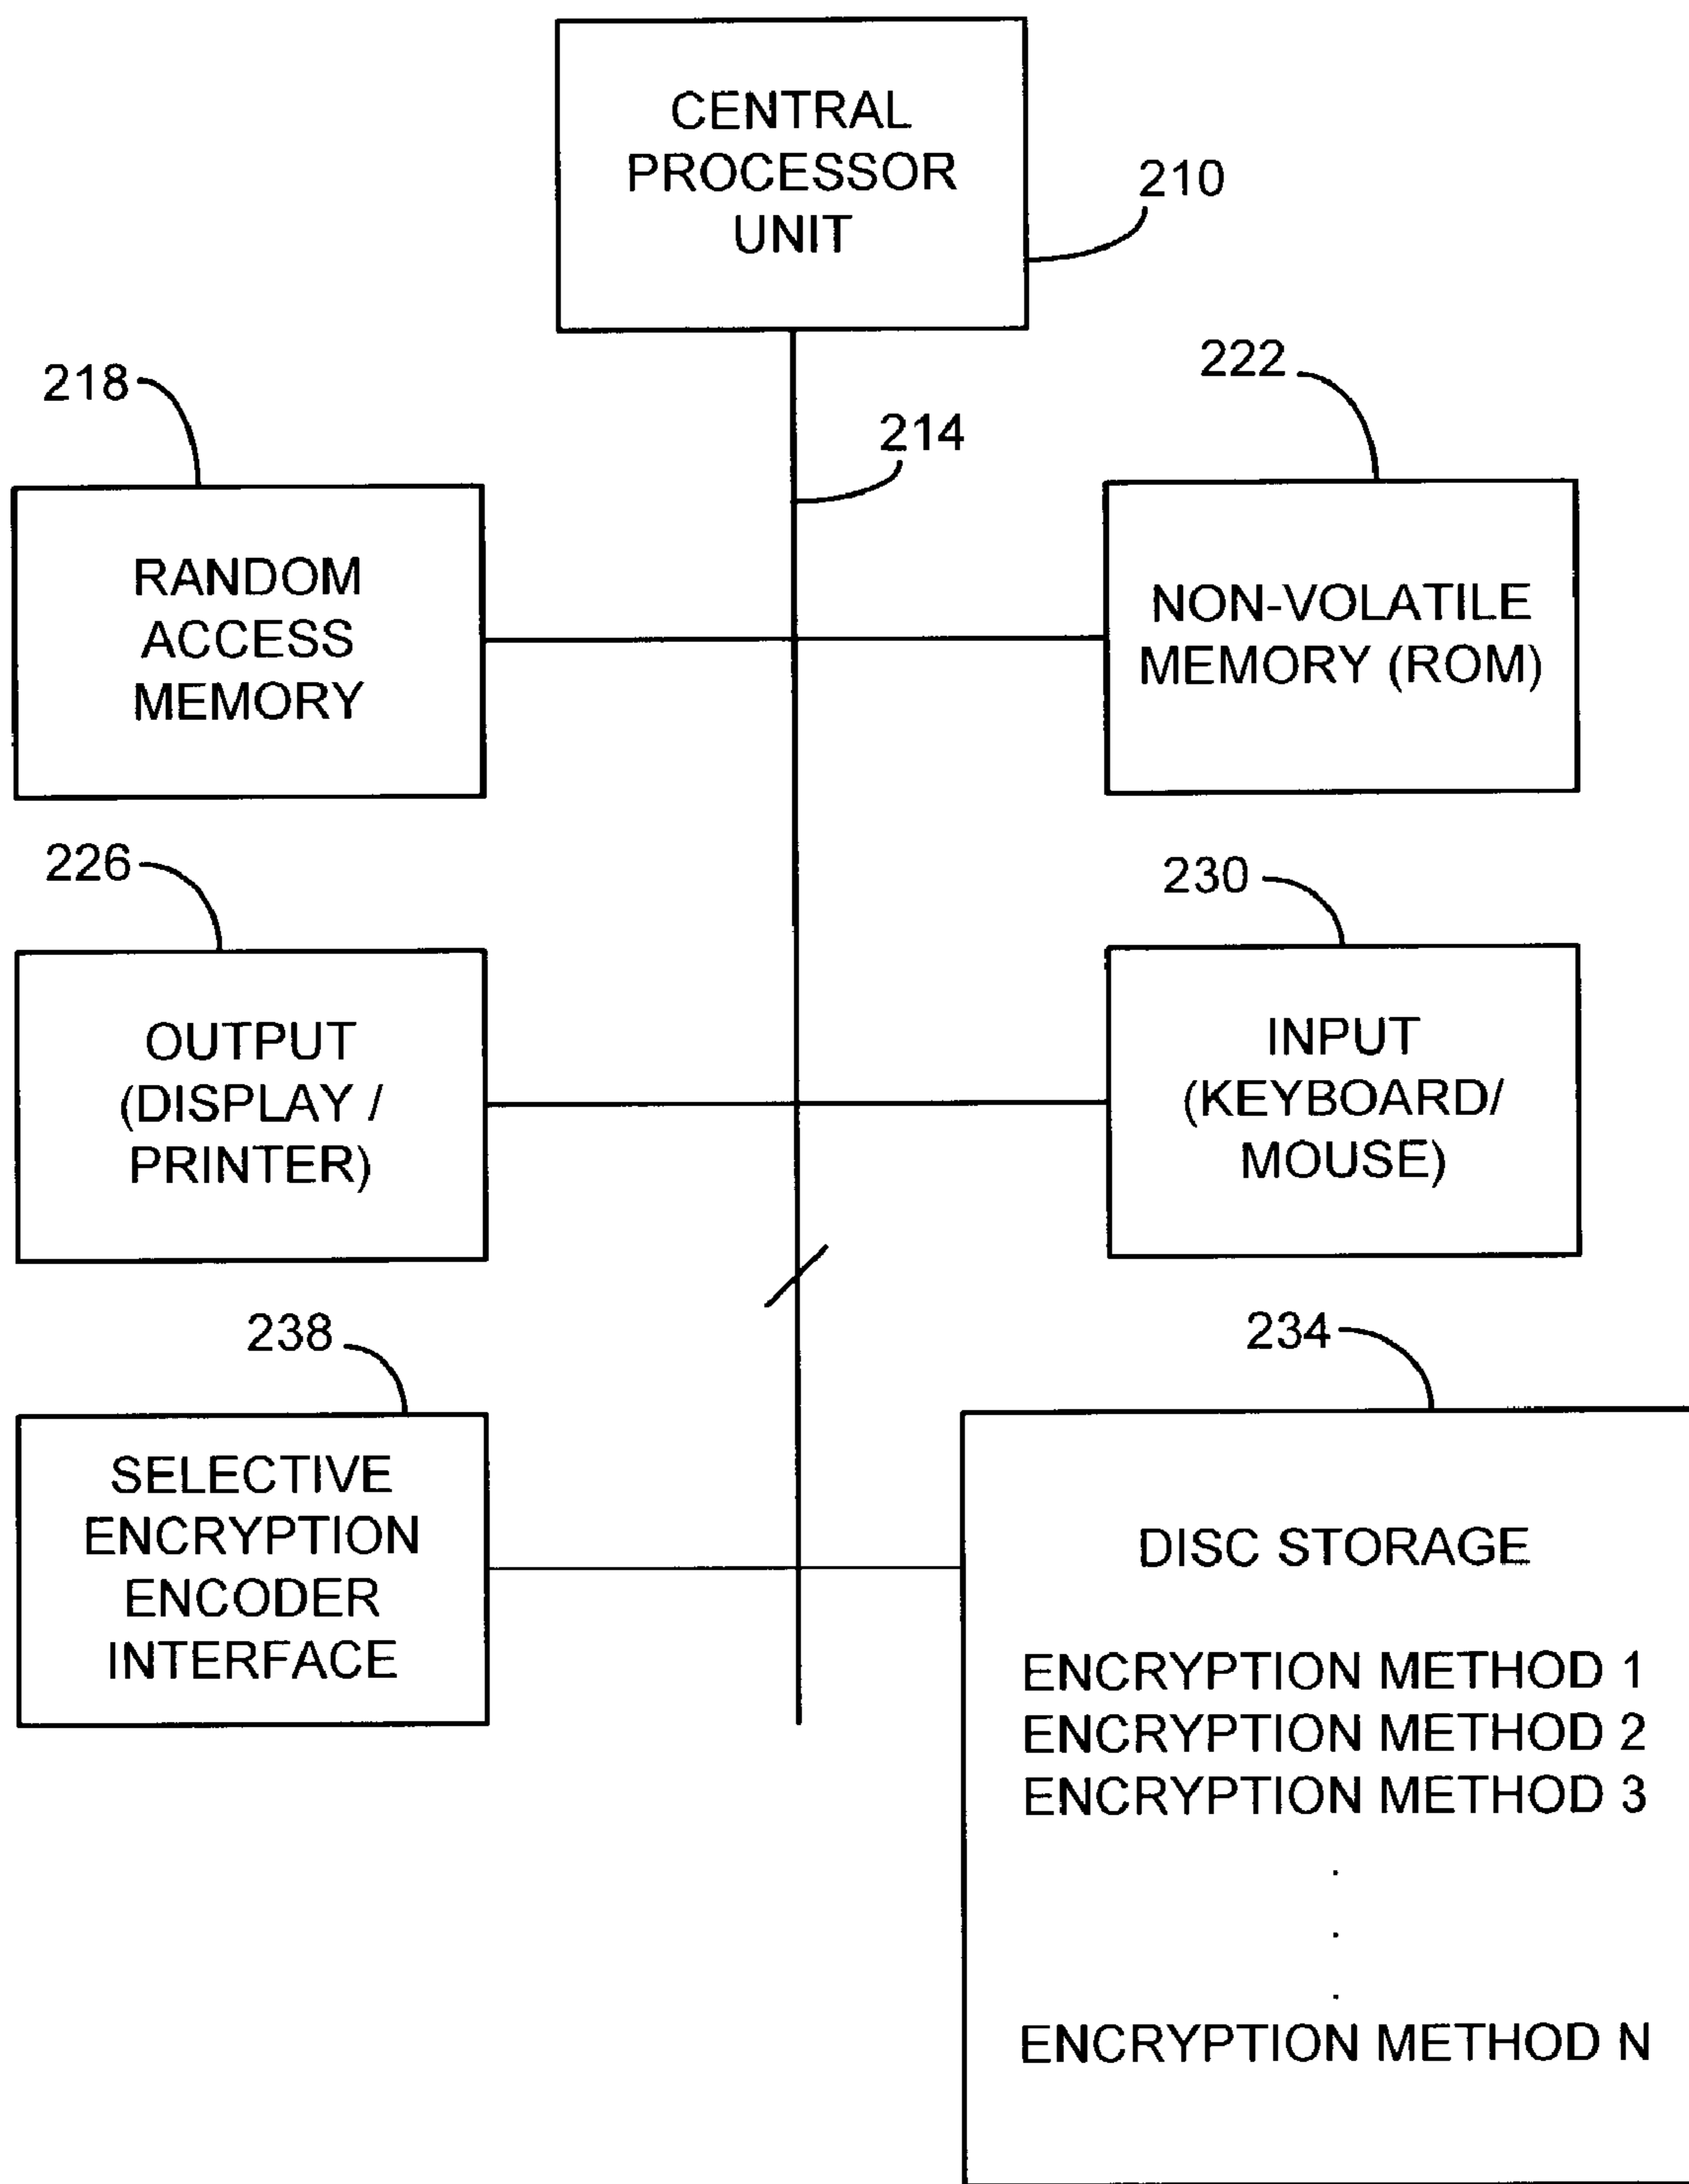 CENTRAL
PROCESSOR
UNIT
210
218
222
214
RANDOM
ACCESS
MEMORY
NON-VOLATILE
MEMORY (ROM)
226
230
OUTPUT
(DISPLAY /
PRINTER)
INPUT
(KEYBOARD/
MOUSE)
238
234
SELECTIVE
ENCRYPTION
ENCODER
INTERFACE
DISC STORAGE
ENCRYPTION METHOD 1
ENCRYPTION METHOD 2
ENCRYPTION METHOD 3
.
.
.
ENCRYPTION METHOD N